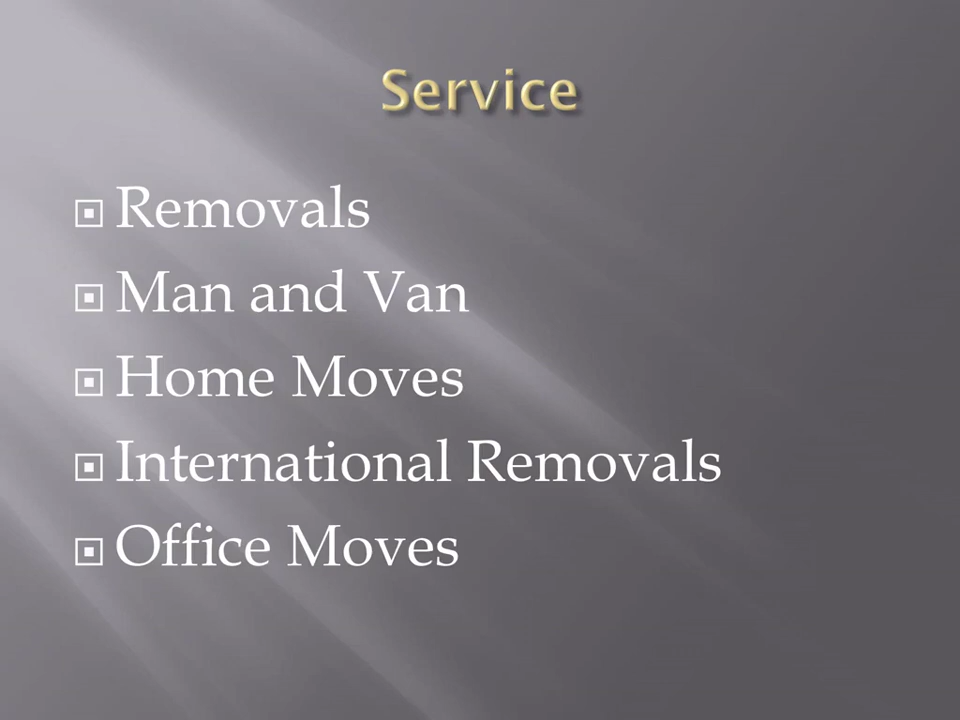 Service
Removals
Man and Van
Home Moves
International Removals
Office Moves